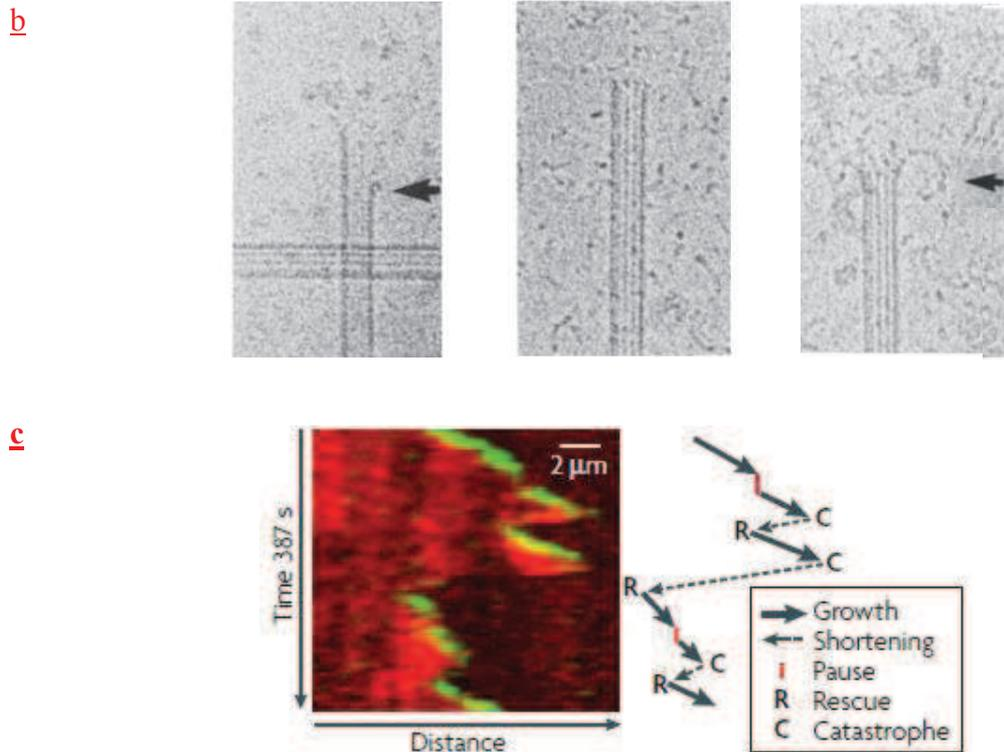 b
c
2 μm
Time 387 s
Distance
C
R
C
R
C
R
Growth
Shortening
Pause
R Rescue
C Catastrophe